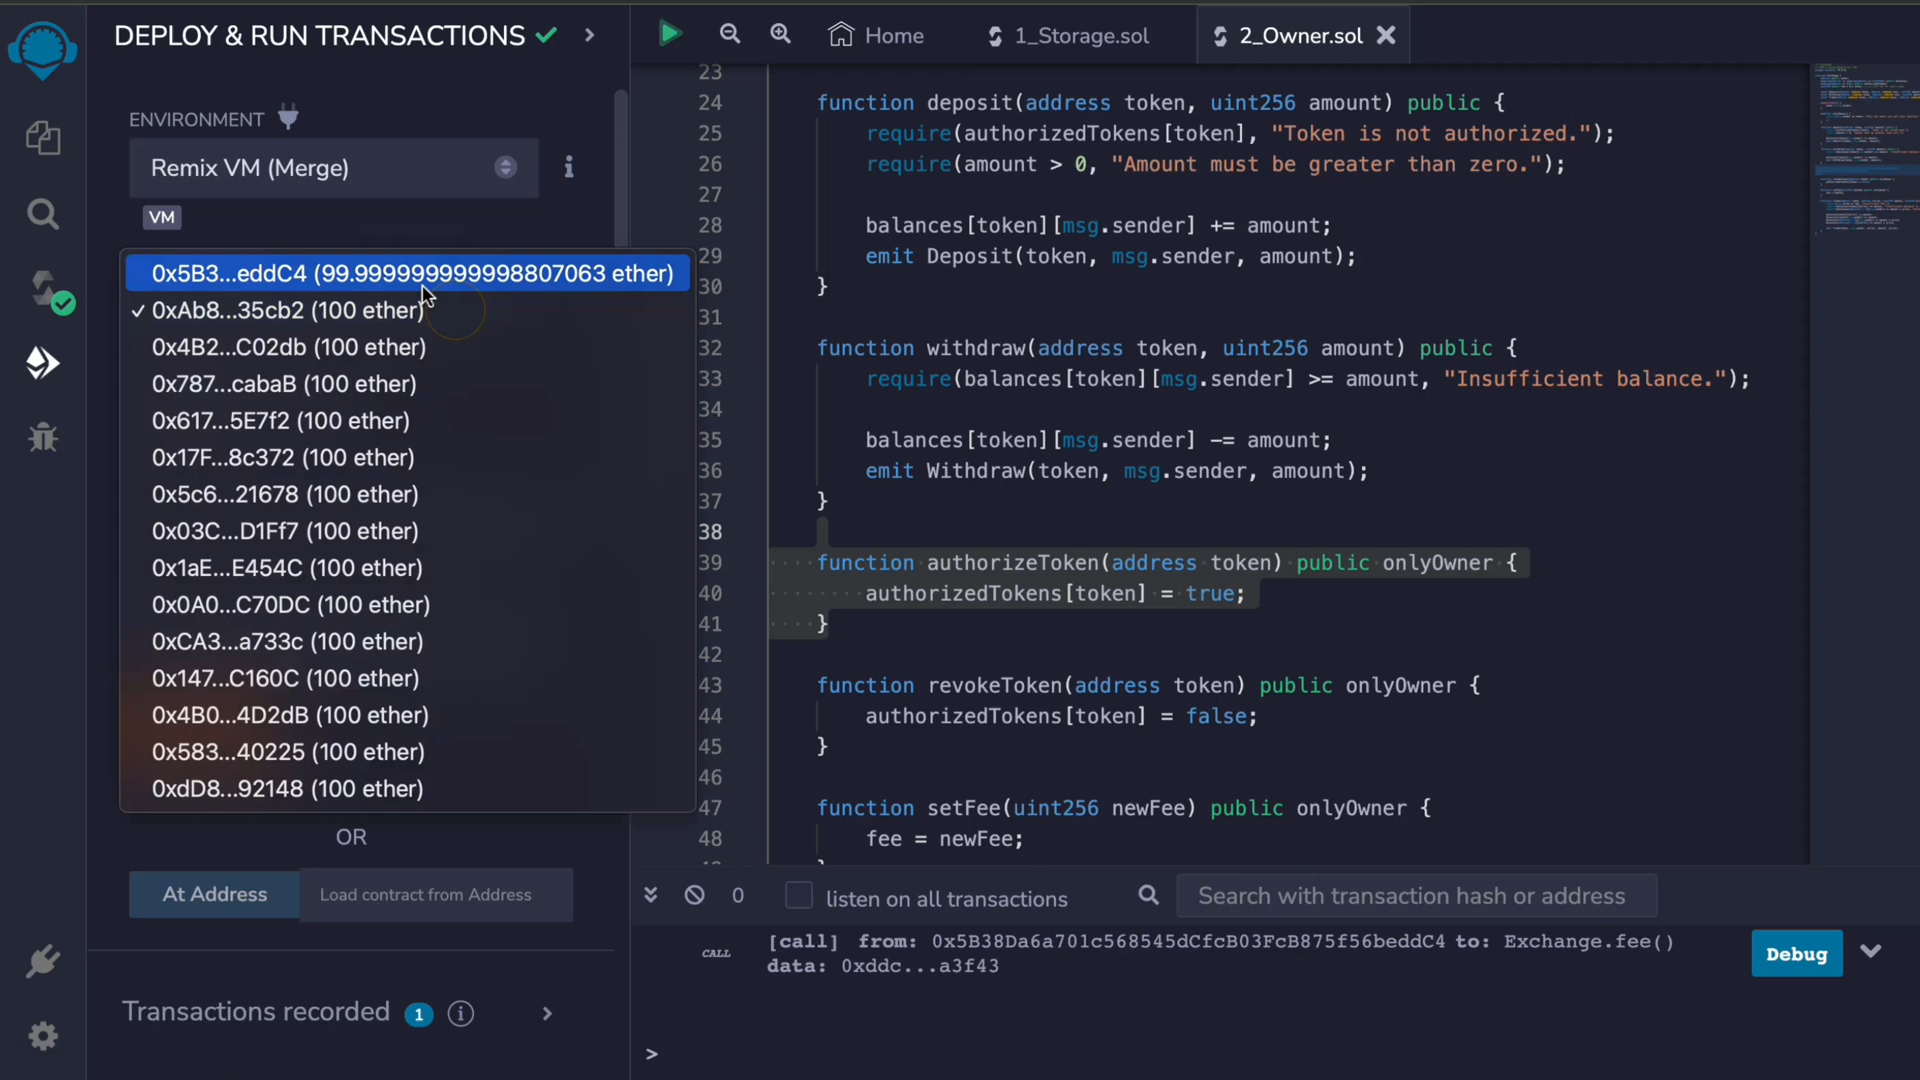 DEPLOY & RUN TRANSACTIONS
ENVIRONMENT
Remix VM (Merge)
VM
0x5B3...eddC4 (99.999999999998807063 ether)
0xAb8...35cb2 (100 ether)
0x4B2...C02db (100 ether)
0x787...cabaB (100 ether)
0x617...5E7f2 (100 ether)
0x17F...8c372 (100 ether)
0x5c6...21678 (100 ether)
0x03C...D1Ff7 (100 ether)
0x1aE...E454C (100 ether)
0x0A0...C70DC (100 ether)
0xCA3...a733c (100 ether)
0x147...C160C (100 ether)
0x4B0...4D2dB (100 ether)
0x583...40225 (100 ether)
0xdD8...92148 (100 ether)
OR
At Address Load contract from Address
Transactions recorded 1
Home 1_Storage.sol 2_Owner.sol
23
24 function deposit(address token, uint256 amount) public {
25 require(authorizedTokens[token], "Token is not authorized.");
26 require(amount > 0, "Amount must be greater than zero.");
27
28 balances[token][msg.sender] += amount;
29 emit Deposit(token, msg.sender, amount);
30 }
31
32 function withdraw(address token, uint256 amount) public {
33 require(balances[token][msg.sender] >= amount, "Insufficient balance.");
34
35 balances[token][msg.sender] -= amount;
36 emit Withdraw(token, msg.sender, amount);
37 }
38
39 function authorizeToken(address token) public onlyOwner {
40 authorizedTokens[token] = true;
41 }
42
43 function revokeToken(address token) public onlyOwner {
44 authorizedTokens[token] = false;
45 }
46
47 function setFee(uint256 newFee) public onlyOwner {
48 fee = newFee;
0 listen on all transactions Search with transaction hash or address
CALL [call] from: 0x5B38Da6a701c568545dCfcB03FcB875f56beddC4 to: Exchange.fee()
data: 0xddc...a3f43
Debug
>